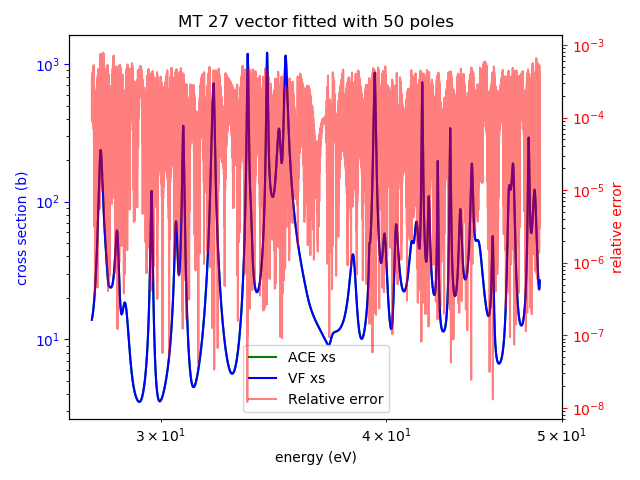 MT 27 vector fitted with 50 poles
cross section (b)
10³
10²
10¹
10⁻³
10⁻⁴
10⁻⁵
10⁻⁶
10⁻⁷
10⁻⁸
relative error
ACE xs
VF xs
Relative error
3 × 10¹
4 × 10¹
5 × 10¹
energy (eV)